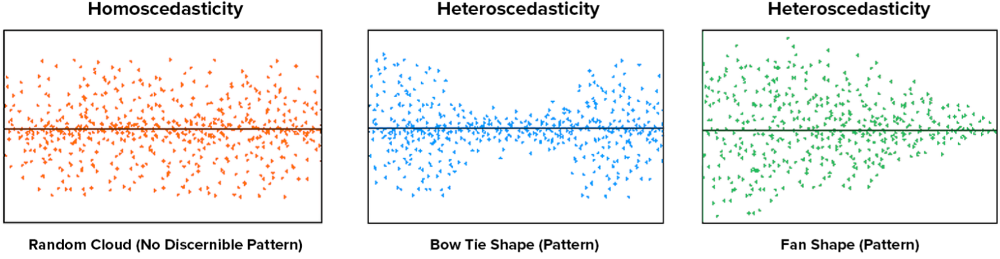 Homoscedasticity
Heteroscedasticity
Heteroscedasticity
Random Cloud (No Discernible Pattern)
Bow Tie Shape (Pattern)
Fan Shape (Pattern)